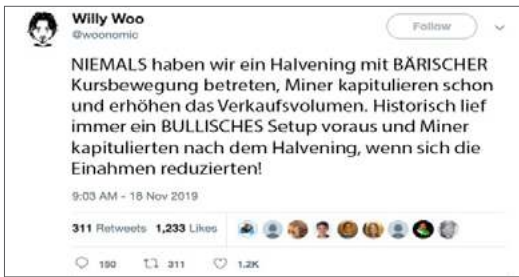 Willy Woo
@woonomic
Follow
NIEMALS haben wir ein Halvening mit BÄRISCHER
Kursbewegung betreten, Miner kapitulieren schon
und erhöhen das Verkaufsvolumen. Historisch lief
immer ein BULLISCHES Setup voraus und Miner
kapitulierten nach dem Halvening, wenn sich die
Einahmen reduzierten!
9:03 AM - 18 Nov 2019
311 Retweets 1,233 Likes
190 311 1.2K